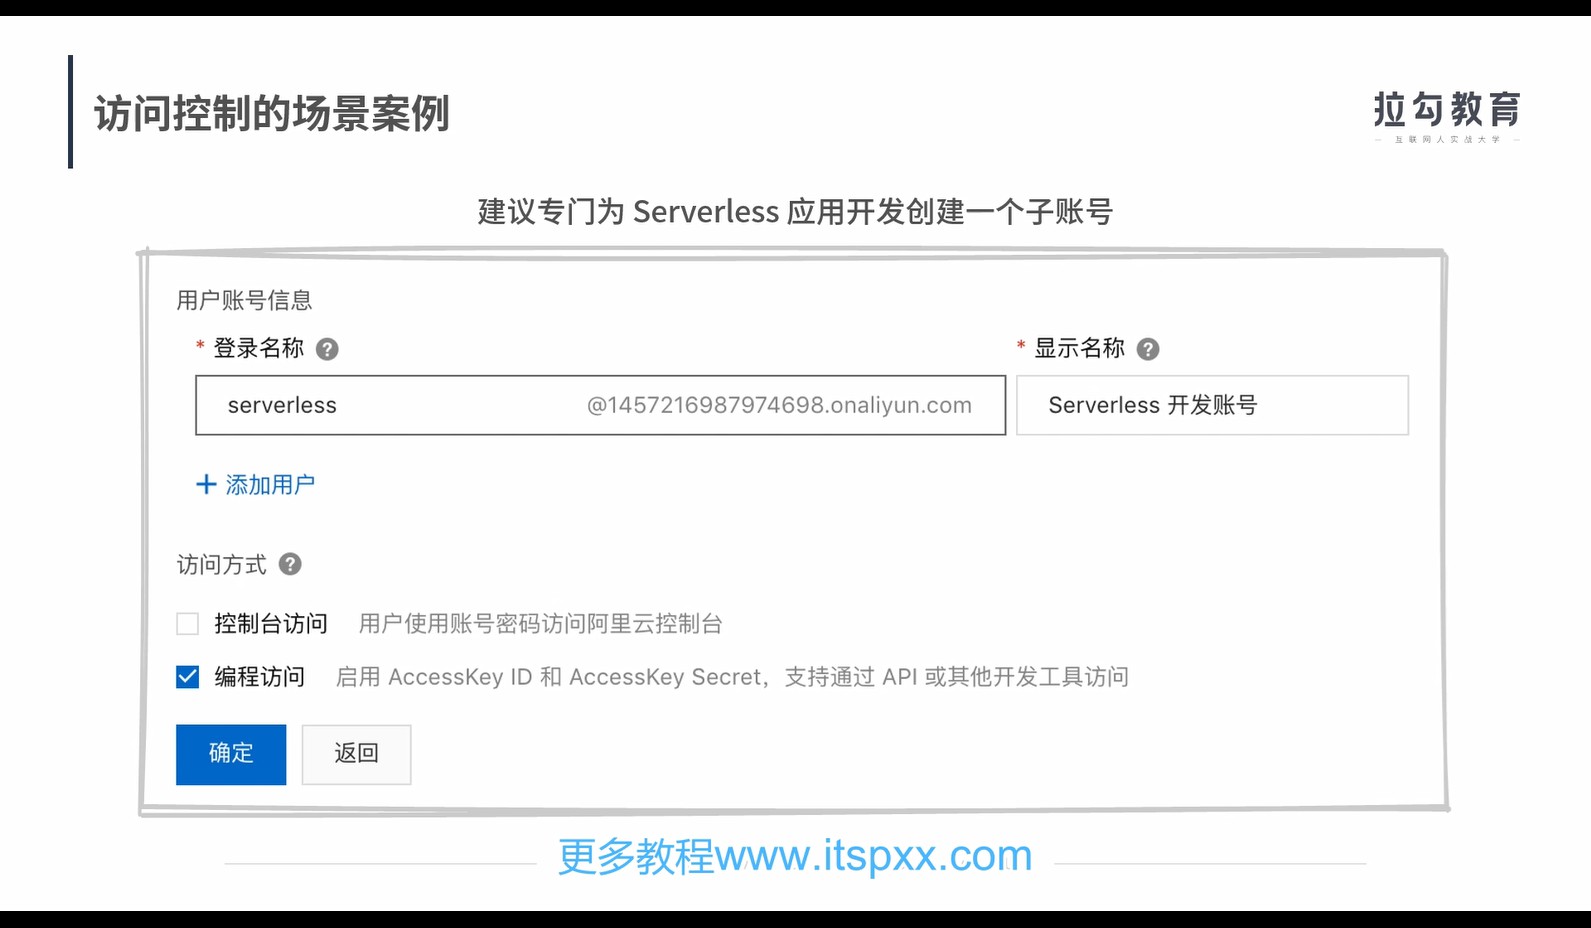 访问控制的场景案例
拉勾教育
互联网人实战大学
建议专门为 Serverless 应用开发创建一个子账号
用户账号信息
* 登录名称 ?
* 显示名称 ?
serverless @1457216987974698.onaliyun.com
Serverless 开发账号
+ 添加用户
访问方式 ?
控制台访问 用户使用账号密码访问阿里云控制台
编程访问 启用 AccessKey ID 和 AccessKey Secret，支持通过 API 或其他开发工具访问
确定 返回
更多教程www.itspxx.com